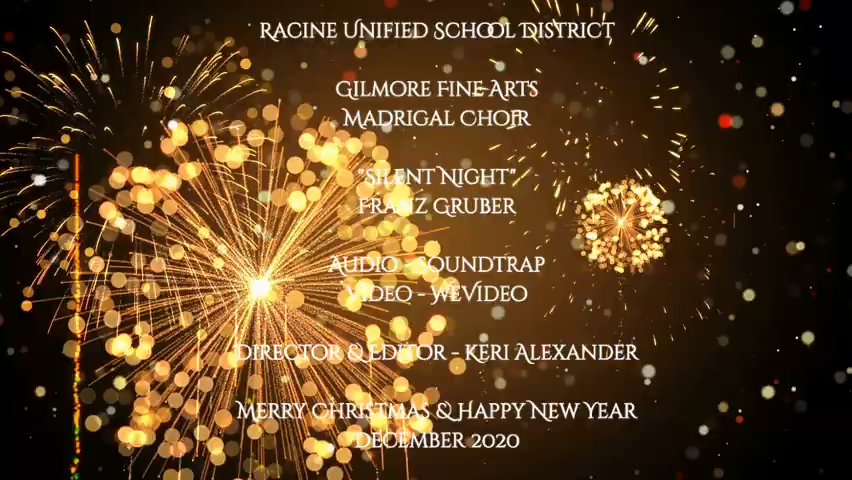 Racine Unified School District
Gilmore Fine Arts
Madrigal Choir
"Silent Night"
Franz Gruber
Audio - Soundtrap
Video - WeVideo
Director & Editor - Keri Alexander
Merry Christmas & Happy New Year
December 2020